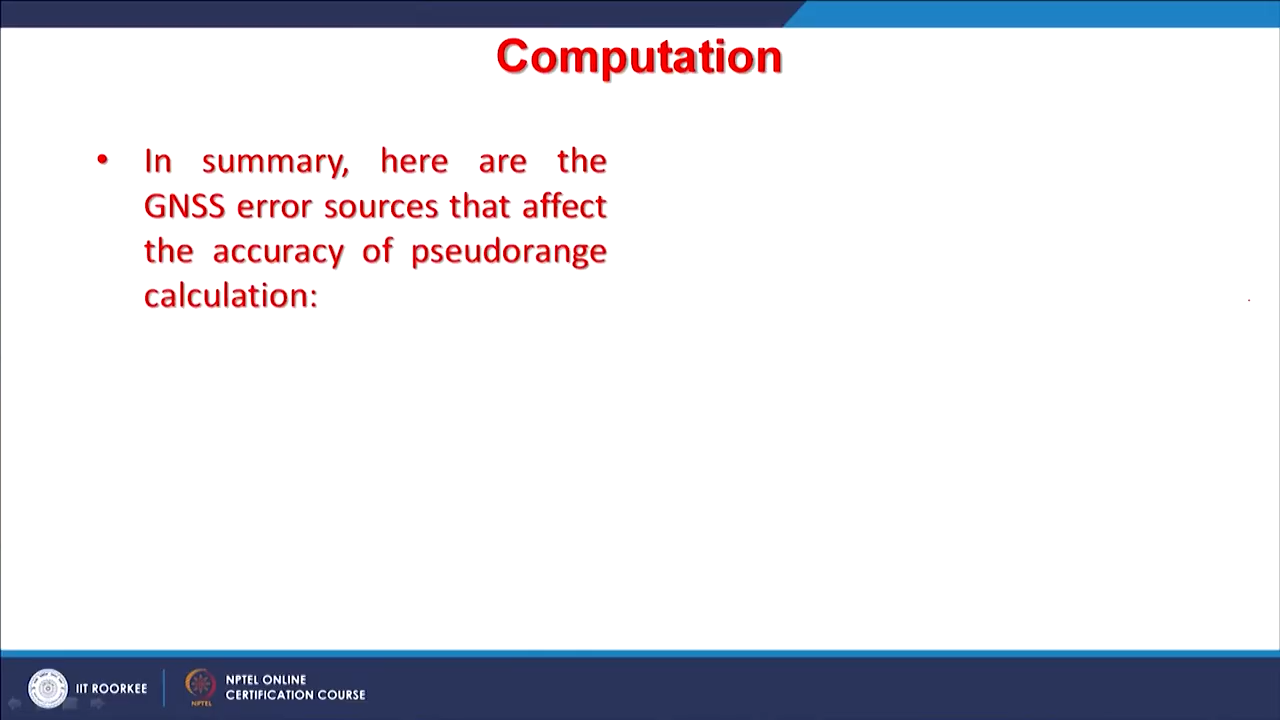 Computation
• In summary, here are the
GNSS error sources that affect
the accuracy of pseudorange
calculation:
IIT ROORKEE
NPTEL ONLINE
CERTIFICATION COURSE
NPTEL